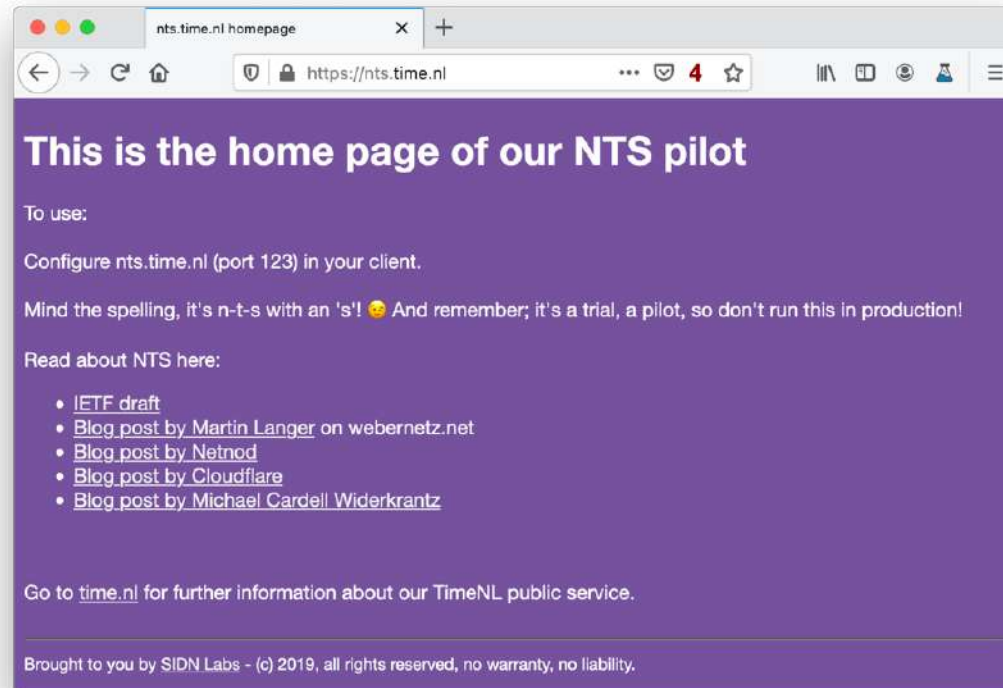 nts.time.nl homepage
https://nts.time.nl
4
This is the home page of our NTS pilot
To use:
Configure nts.time.nl (port 123) in your client.
Mind the spelling, it's n-t-s with an 's'! 😉 And remember; it's a trial, a pilot, so don't run this in production!
Read about NTS here:
• IETF draft
• Blog post by Martin Langer on webernetz.net
• Blog post by Netnod
• Blog post by Cloudflare
• Blog post by Michael Cardell Widerkrantz
Go to time.nl for further information about our TimeNL public service.
Brought to you by SIDN Labs - (c) 2019, all rights reserved, no warranty, no liability.